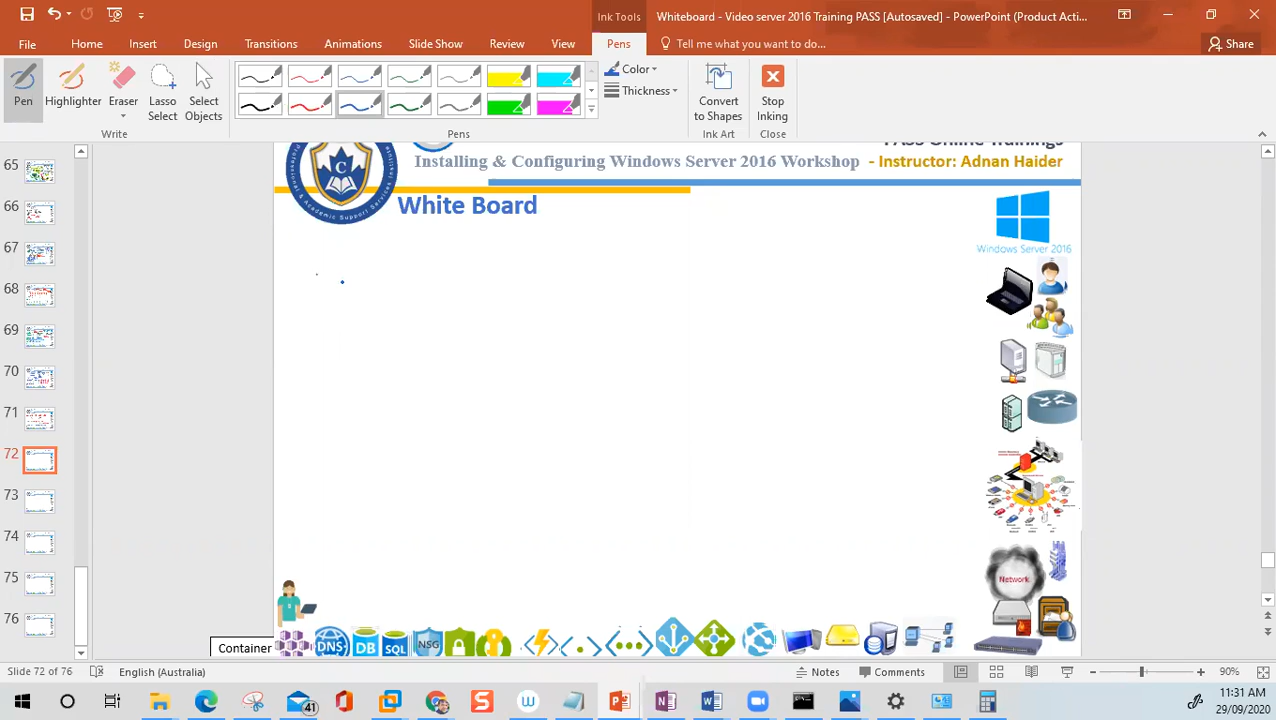 Ink Tools
Whiteboard - Video server 2016 Training PASS [Autosaved] - PowerPoint (Product Acti...
File Home Insert Design Transitions Animations Slide Show Review View Pens Tell me what you want to do... Share
Pen Highlighter Eraser Lasso Select Select Objects
Color
Thickness
Convert to Shapes
Stop Inking
Write Pens Ink Art Close
65
66
67
68
69
70
71
72
73
74
75
76
PASS Online Trainings
Installing & Configuring Windows Server 2016 Workshop - Instructor: Adnan Haider
C
White Board
Windows Server 2016
Network
Container
DNS DB SQL NSG
Slide 72 of 76 English (Australia) Notes Comments 90%
41
11:31 AM
29/09/2020